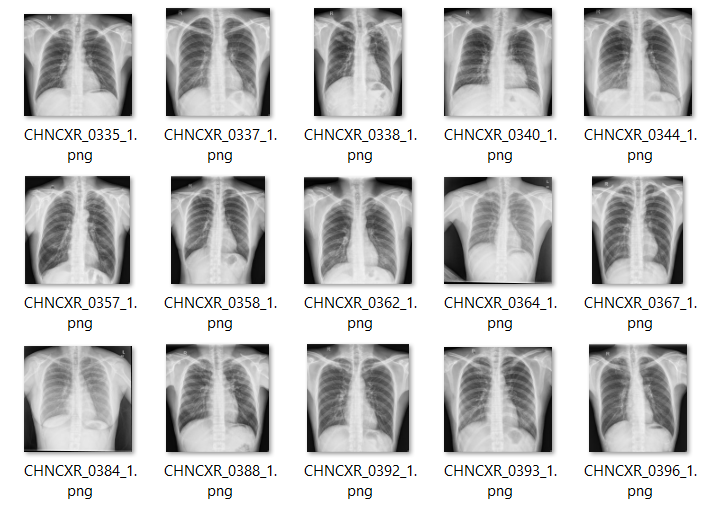 CHNCXR_0335_1.
png
CHNCXR_0337_1.
png
CHNCXR_0338_1.
png
CHNCXR_0340_1.
png
CHNCXR_0344_1.
png
CHNCXR_0357_1.
png
CHNCXR_0358_1.
png
CHNCXR_0362_1.
png
CHNCXR_0364_1.
png
CHNCXR_0367_1.
png
CHNCXR_0384_1.
png
CHNCXR_0388_1.
png
CHNCXR_0392_1.
png
CHNCXR_0393_1.
png
CHNCXR_0396_1.
png